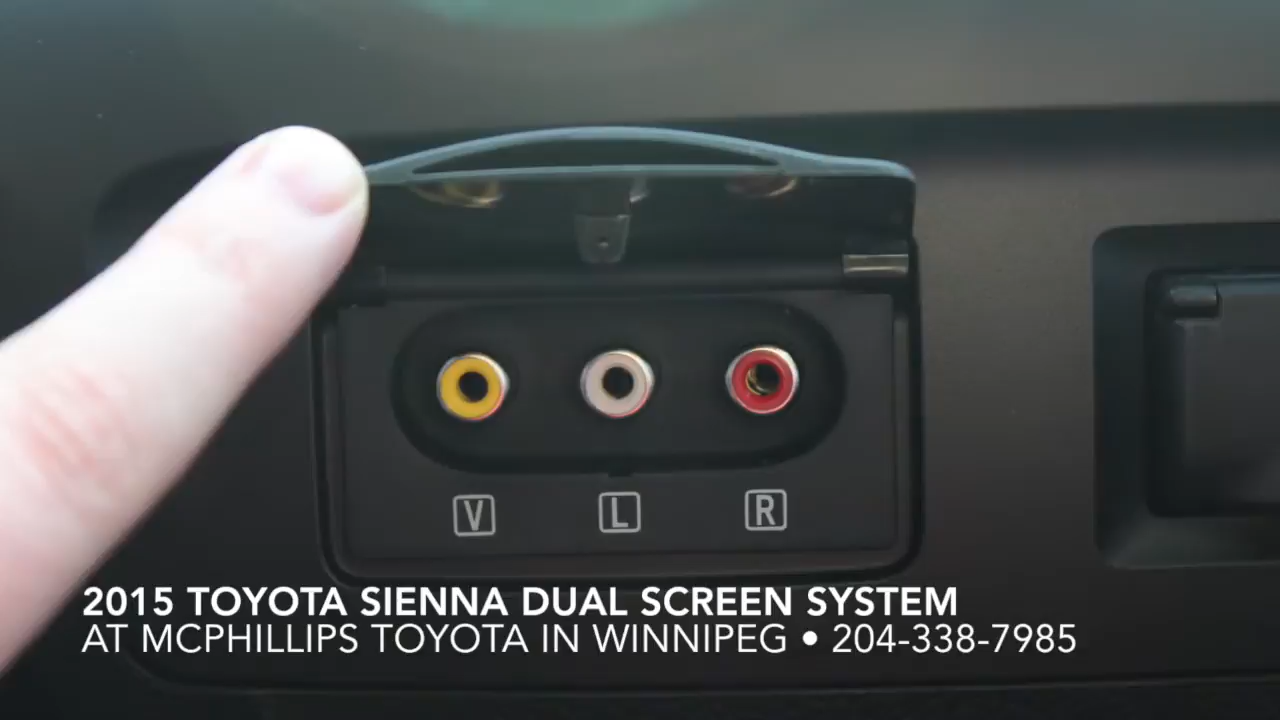 V L R
2015 TOYOTA SIENNA DUAL SCREEN SYSTEM
AT MCPHILLIPS TOYOTA IN WINNIPEG • 204-338-7985